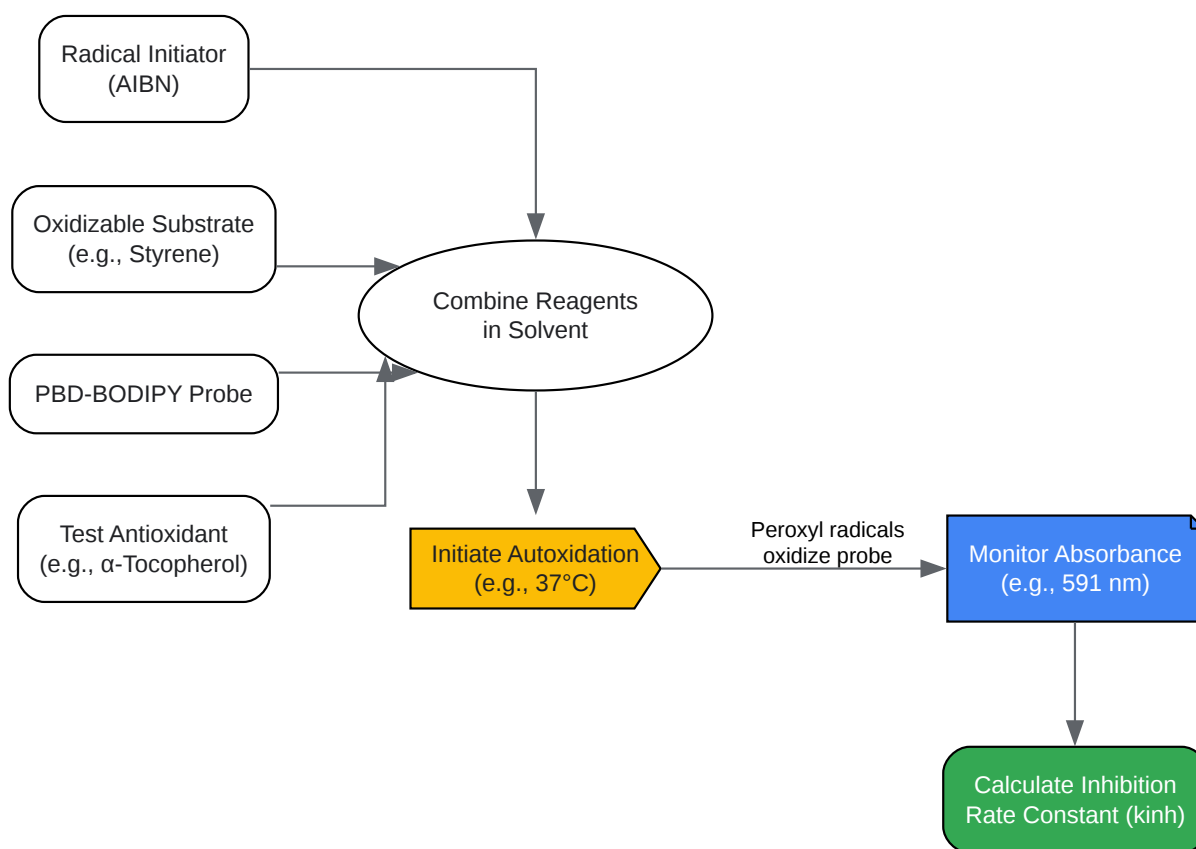 Radical Initiator
(AIBN)
Oxidizable Substrate
(e.g., Styrene)
Combine Reagents
in Solvent
PBD-BODIPY Probe
Test Antioxidant
(e.g., α-Tocopherol)
Initiate Autoxidation
(e.g., 37°C)
Peroxyl radicals
oxidize probe
Monitor Absorbance
(e.g., 591 nm)
Calculate Inhibition
Rate Constant (kinh)